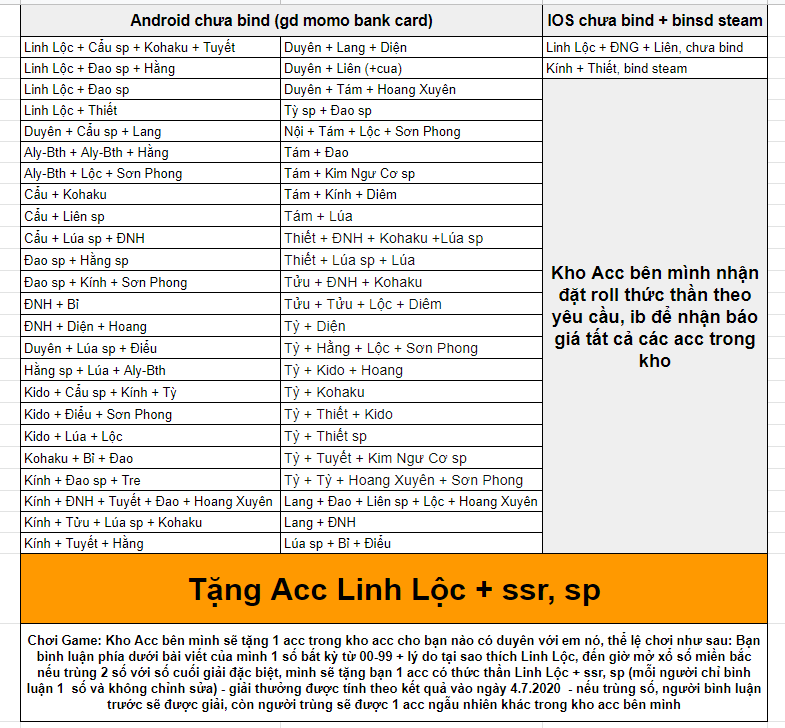 Android chưa bind (gd momo bank card)
IOS chưa bind + binsd steam
Linh Lộc + Cẩu sp + Kohaku + Tuyết
Duyên + Lang + Diện
Linh Lộc + ĐNG + Liên, chưa bind
Linh Lộc + Đao sp + Hằng
Duyên + Liên (+cua)
Kính + Thiết, bind steam
Linh Lộc + Đao sp
Duyên + Tám + Hoang Xuyên
Linh Lộc + Thiết
Tỳ sp + Đao sp
Duyên + Cẩu sp + Lang
Nội + Tám + Lộc + Sơn Phong
Aly-Bth + Aly-Bth + Hằng
Tám + Đao
Aly-Bth + Lộc + Sơn Phong
Tám + Kim Ngư Cơ sp
Cẩu + Kohaku
Tám + Kính + Diêm
Cẩu + Liên sp
Tám + Lúa
Cẩu + Lúa sp + ĐNH
Thiết + ĐNH + Kohaku +Lúa sp
Đao sp + Hằng sp
Thiết + Lúa sp + Lúa
Đao sp + Kính + Sơn Phong
Tửu + ĐNH + Kohaku
ĐNH + Bỉ
Tửu + Tửu + Lộc + Diêm
ĐNH + Diện + Hoang
Tỷ + Diện
Duyên + Lúa sp + Điểu
Tỷ + Hằng + Lộc + Sơn Phong
Hằng sp + Lúa + Aly-Bth
Tỷ + Kido + Hoang
Kido + Cẩu sp + Kính + Tỳ
Tỷ + Kohaku
Kido + Điểu + Sơn Phong
Tỷ + Thiết + Kido
Kido + Lúa + Lộc
Tỷ + Thiết sp
Kohaku + Bỉ + Đao
Tỷ + Tuyết + Kim Ngư Cơ sp
Kính + Đao sp + Tre
Tỷ + Tỷ + Hoang Xuyên + Sơn Phong
Kính + ĐNH + Tuyết + Đao + Hoang Xuyên
Lang + Đao + Liên sp + Lộc + Hoang Xuyên
Kính + Tửu + Lúa sp + Kohaku
Lang + ĐNH
Kính + Tuyết + Hằng
Lúa sp + Bỉ + Điểu
Kho Acc bên mình nhận
đặt roll thức thần theo
yêu cầu, ib để nhận báo
giá tất cả các acc trong
kho
Tặng Acc Linh Lộc + ssr, sp
Chơi Game: Kho Acc bên mình sẽ tặng 1 acc trong kho acc cho bạn nào có duyên với em nó, thể lệ chơi như sau: Bạn
bình luận phía dưới bài viết của mình 1 số bất kỳ từ 00-99 + lý do tại sao thích Linh Lộc, đến giờ mở xổ số miền bắc
nếu trùng 2 số với số cuối giải đặc biệt, mình sẽ tặng bạn 1 acc có thức thần Linh Lộc + ssr, sp (mỗi người chỉ bình
luận 1 số và không chỉnh sửa) - giải thưởng được tính theo kết quả vào ngày 4.7.2020 - nếu trùng số, người bình luận
trước sẽ được giải, còn người trùng sẽ được 1 acc ngẫu nhiên khác trong kho acc bên mình